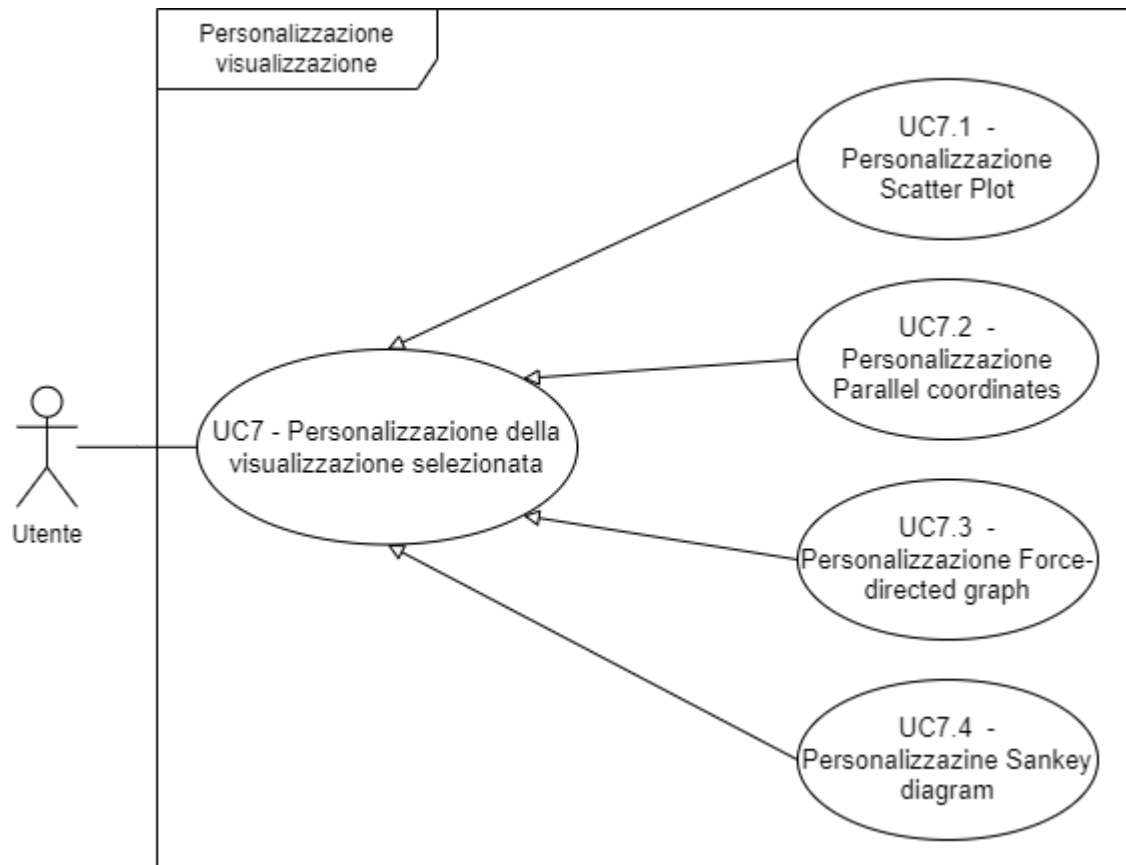 Personalizzazione
visualizzazione
UC7.1 -
Personalizzazione
Scatter Plot
UC7.2 -
Personalizzazione
Parallel coordinates
UC7 - Personalizzazione della
visualizzazione selezionata
Utente
UC7.3 -
Personalizzazione Force-
directed graph
UC7.4 -
Personalizzazine Sankey
diagram